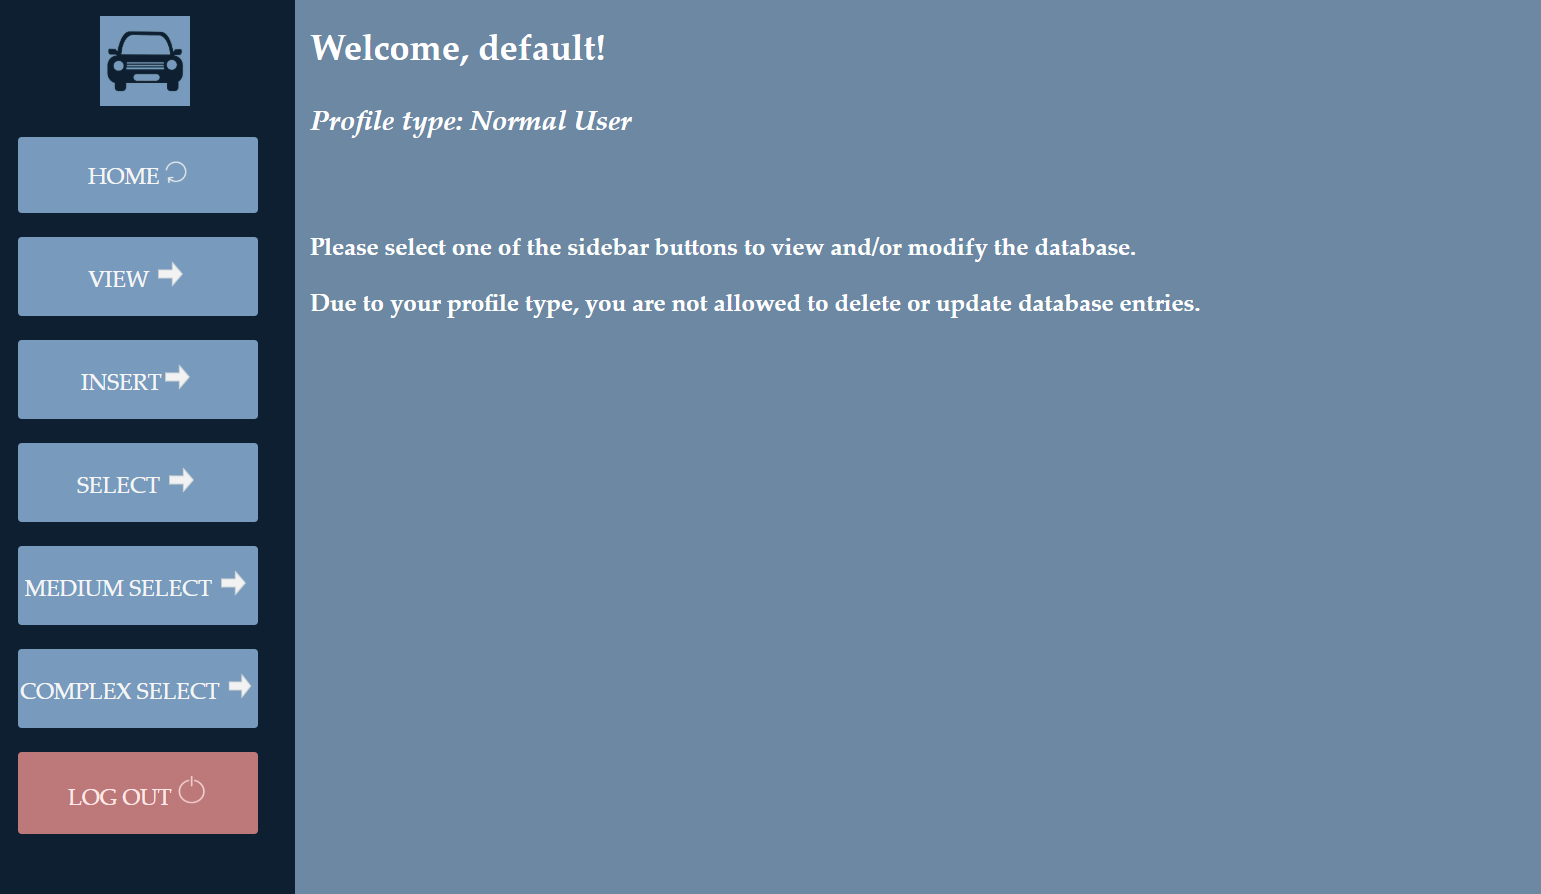 Welcome, default!
Profile type: Normal User
HOME
VIEW
INSERT
SELECT
MEDIUM SELECT
COMPLEX SELECT
LOG OUT
Please select one of the sidebar buttons to view and/or modify the database.
Due to your profile type, you are not allowed to delete or update database entries.